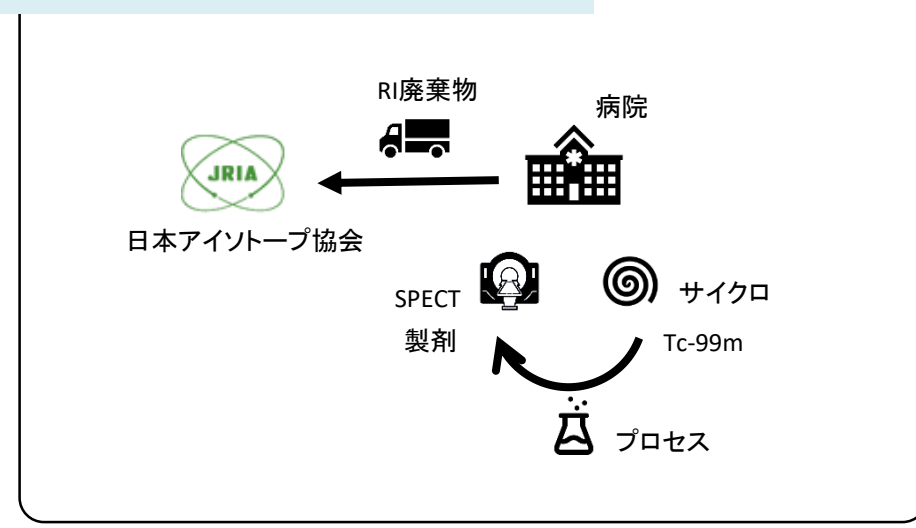 RI廃棄物
病院
JRIA
日本アイソトープ協会
SPECT
製剤
サイクロ
Tc-99m
プロセス